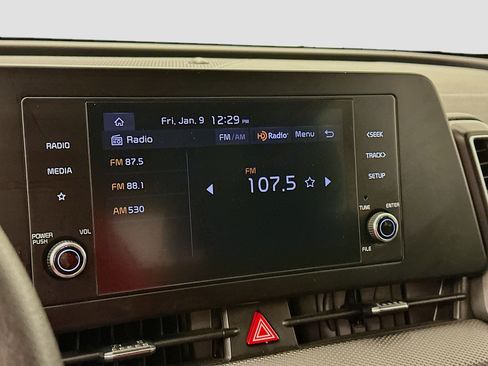 Fri, Jan, 9 12:29 PM
Radio FM/AM HD Radio Menu
RADIO
MEDIA
POWER PUSH
VOL
FM 87.5
FM 88.1
AM 530
FM
107.5
<SEEK
TRACK>
SETUP
TUNE
ENTER
FILE